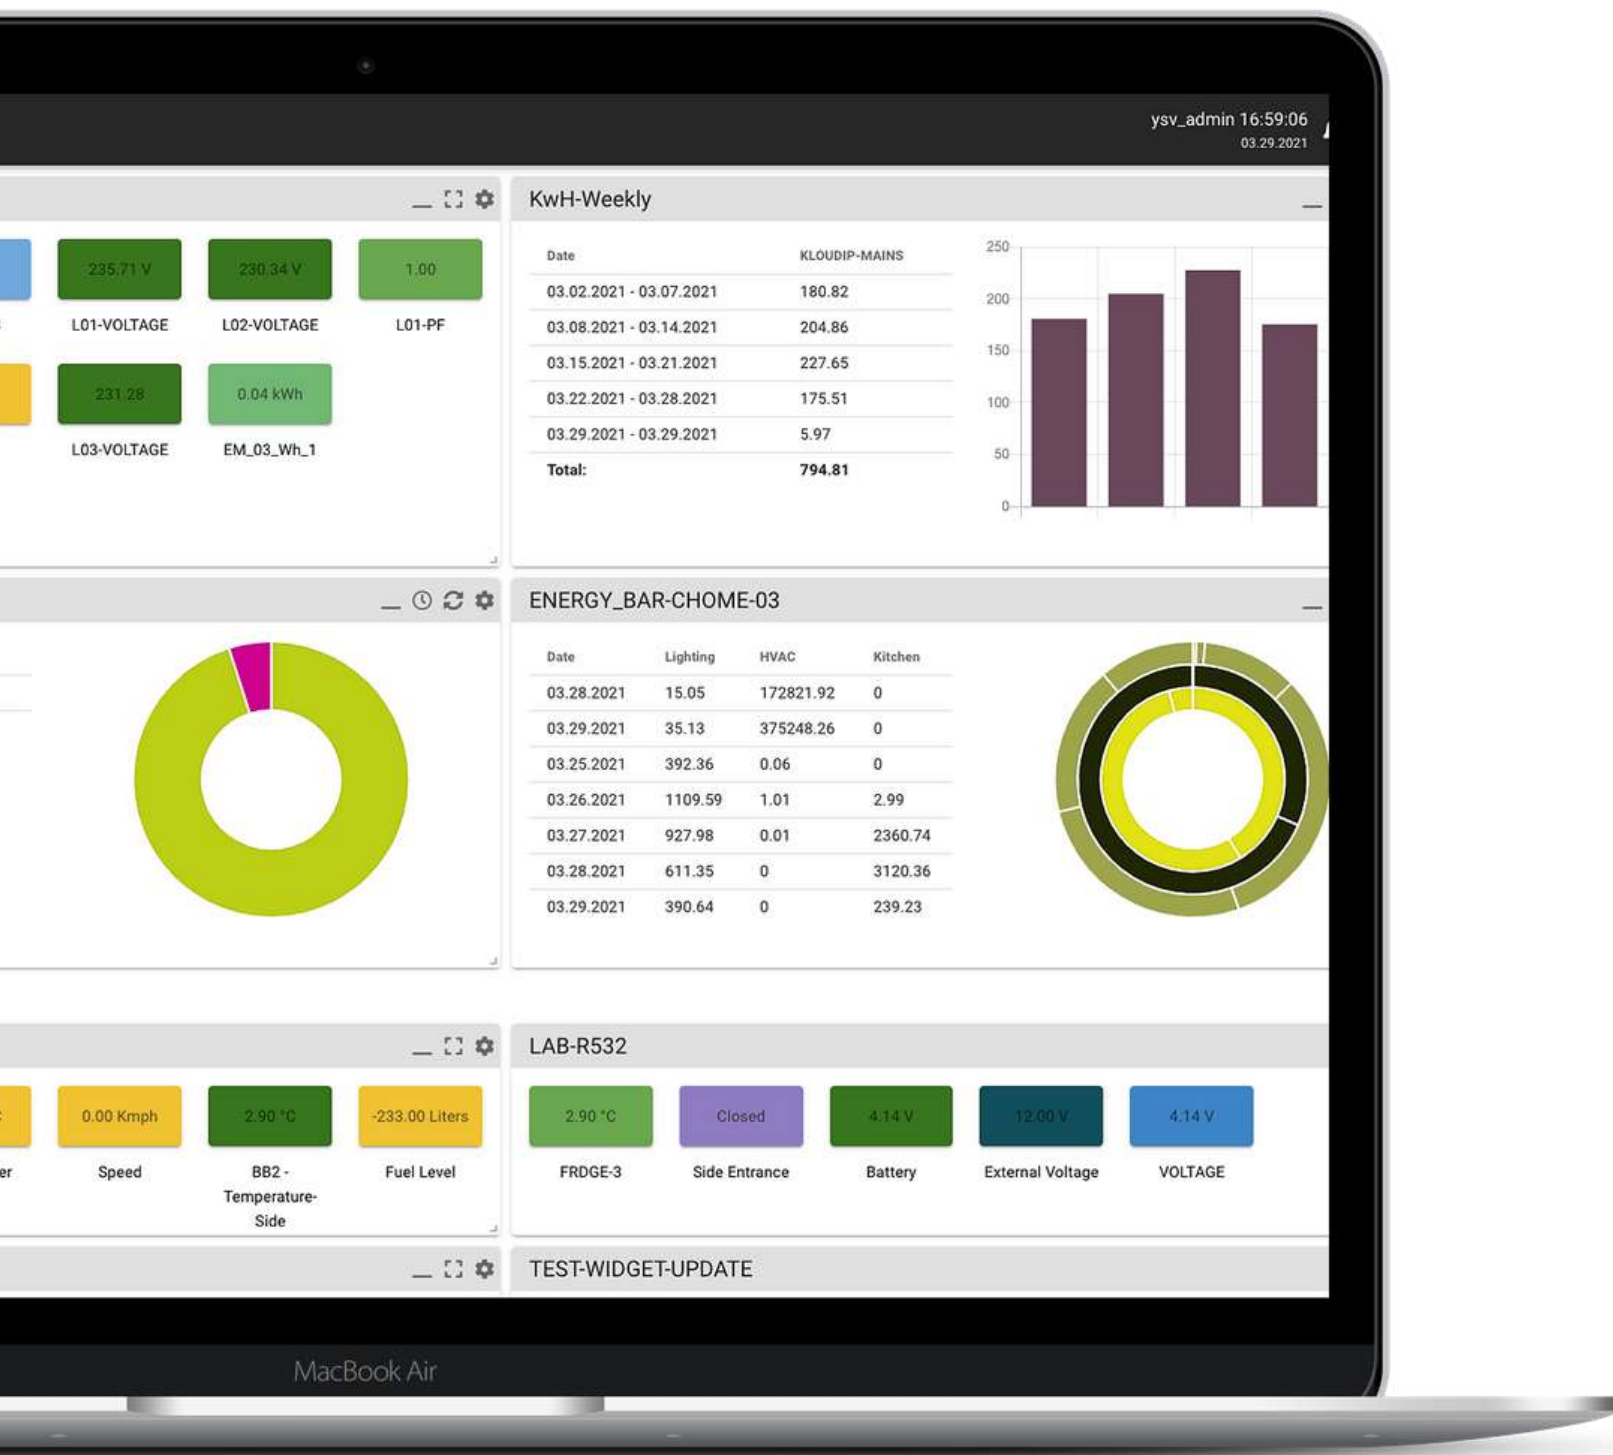 ysv_admin 16:59:06
03.29.2021
KwH-Weekly
235.71 V
230.34 V
1.00
L01-VOLTAGE
L02-VOLTAGE
L01-PF
231.28
0.04 kWh
L03-VOLTAGE
EM_03_Wh_1
Date KLOUDIP-MAINS
03.02.2021 - 03.07.2021 180.82
03.08.2021 - 03.14.2021 204.86
03.15.2021 - 03.21.2021 227.65
03.22.2021 - 03.28.2021 175.51
03.29.2021 - 03.29.2021 5.97
Total: 794.81
250
200
150
100
50
0
ENERGY_BAR-CHOME-03
Date Lighting HVAC Kitchen
03.28.2021 15.05 172821.92 0
03.29.2021 35.13 375248.26 0
03.25.2021 392.36 0.06 0
03.26.2021 1109.59 1.01 2.99
03.27.2021 927.98 0.01 2360.74
03.28.2021 611.35 0 3120.36
03.29.2021 390.64 0 239.23
0.00 Kmph
2.90 °C
-233.00 Liters
er
Speed
BB2 -
Temperature-
Side
Fuel Level
LAB-R532
2.90 °C
Closed
4.14 V
12.00 V
4.14 V
FRDGE-3
Side Entrance
Battery
External Voltage
VOLTAGE
TEST-WIDGET-UPDATE
MacBook Air